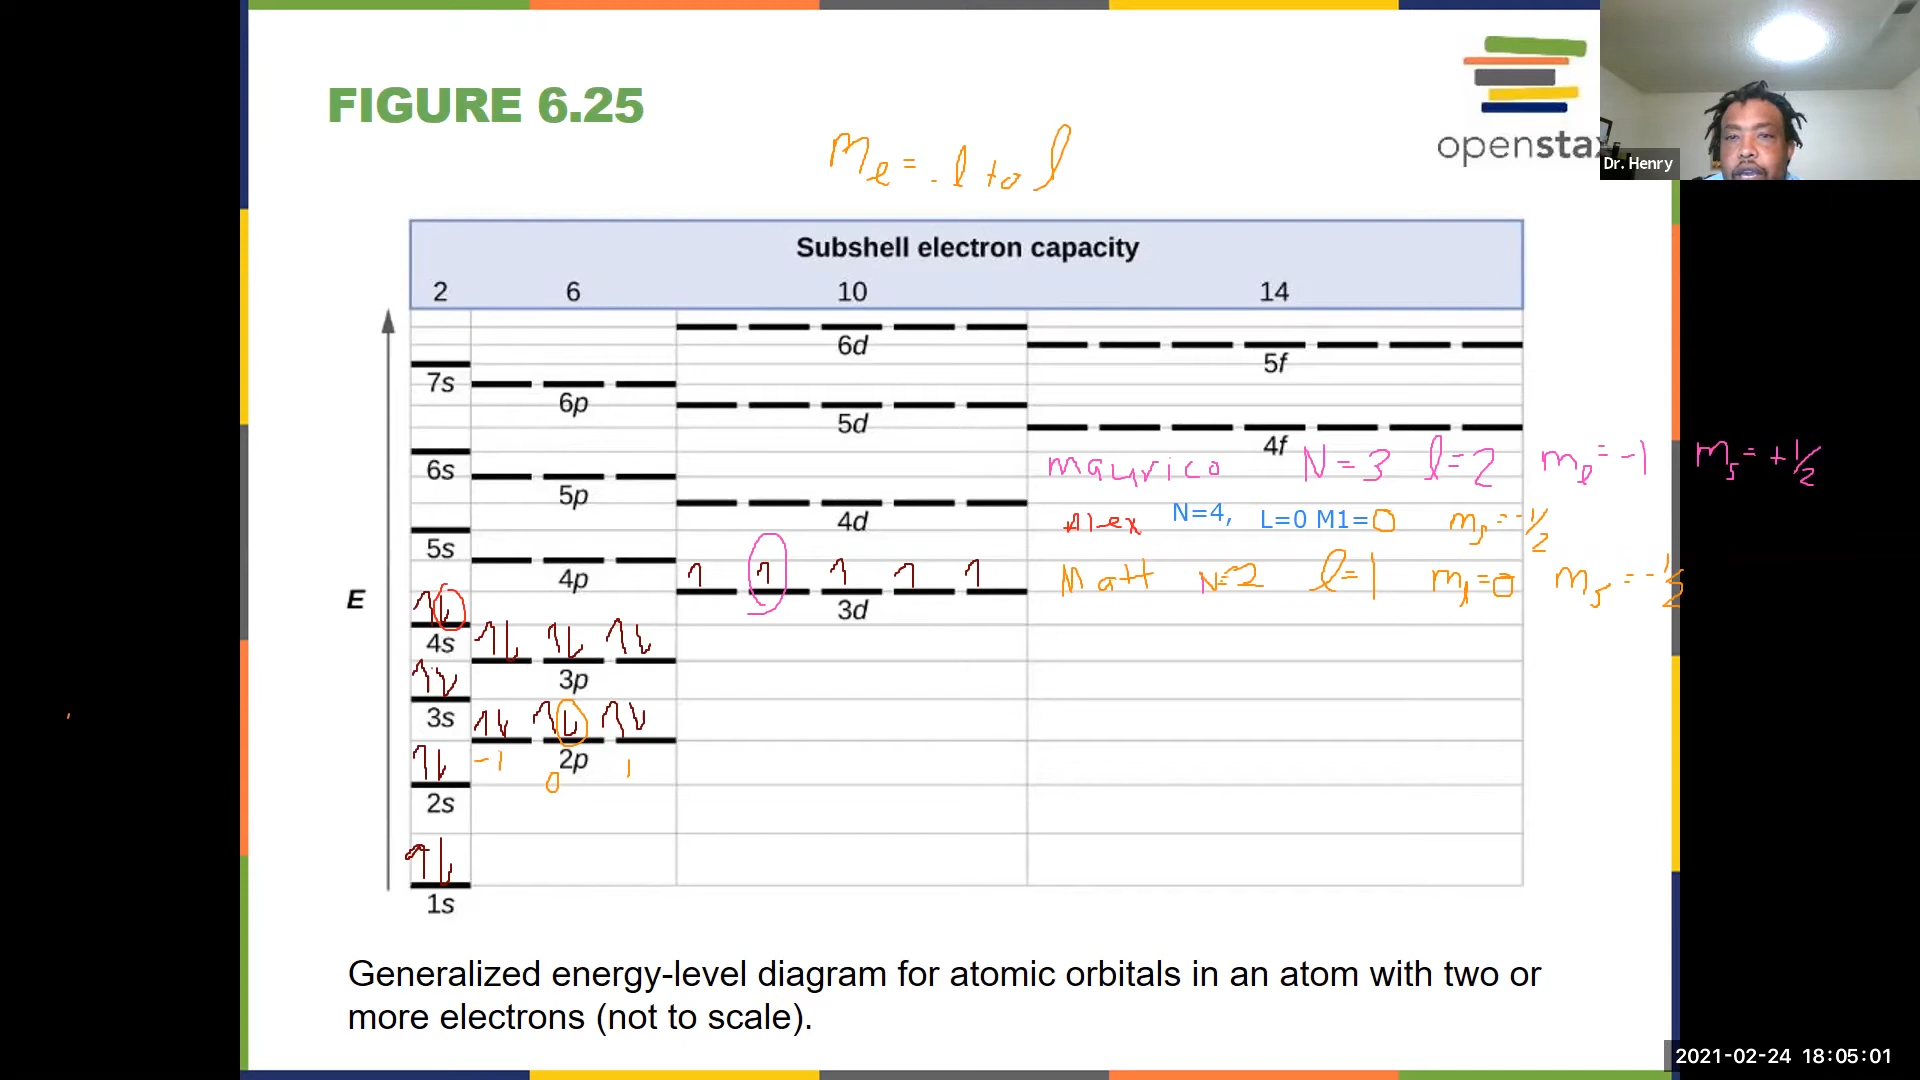 FIGURE 6.25
openstax
Dr. Henry
mℓ = -l to l
Subshell electron capacity
2 6 10 14
6d
5f
7s
6p
5d
4f
maurico N = 3 l = 2 mℓ = -1 ms = +1/2
6s
5p
4d
Alex N=4, L=0 M1=0 ms = -1/2
5s
4p
Matt N=2 l=1 ml=0 ms = -1/2
3d
E
4s
3p
3s
2p
-1 0 1
2s
1s
Generalized energy-level diagram for atomic orbitals in an atom with two or
more electrons (not to scale).
2021-02-24 18:05:01